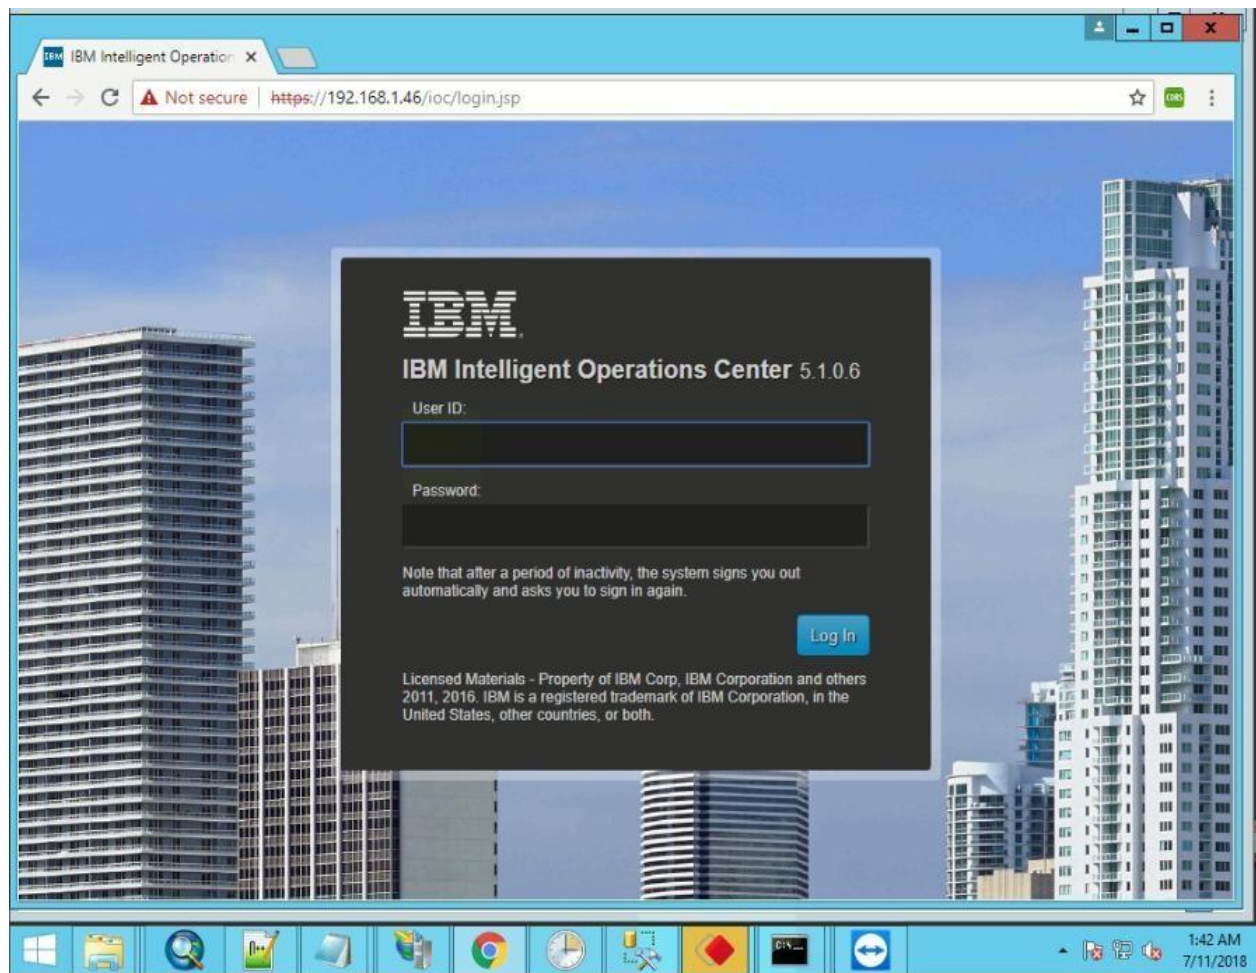 IBM Intelligent Operation
Not secure
https://192.168.1.46/ioc/login.jsp
CORS
IBM
IBM Intelligent Operations Center 5.1.0.6
User ID:
Password:
Note that after a period of inactivity, the system signs you out
automatically and asks you to sign in again.
Log In
Licensed Materials - Property of IBM Corp, IBM Corporation and others
2011, 2016. IBM is a registered trademark of IBM Corporation, in the
United States, other countries, or both.
1:42 AM
7/11/2018